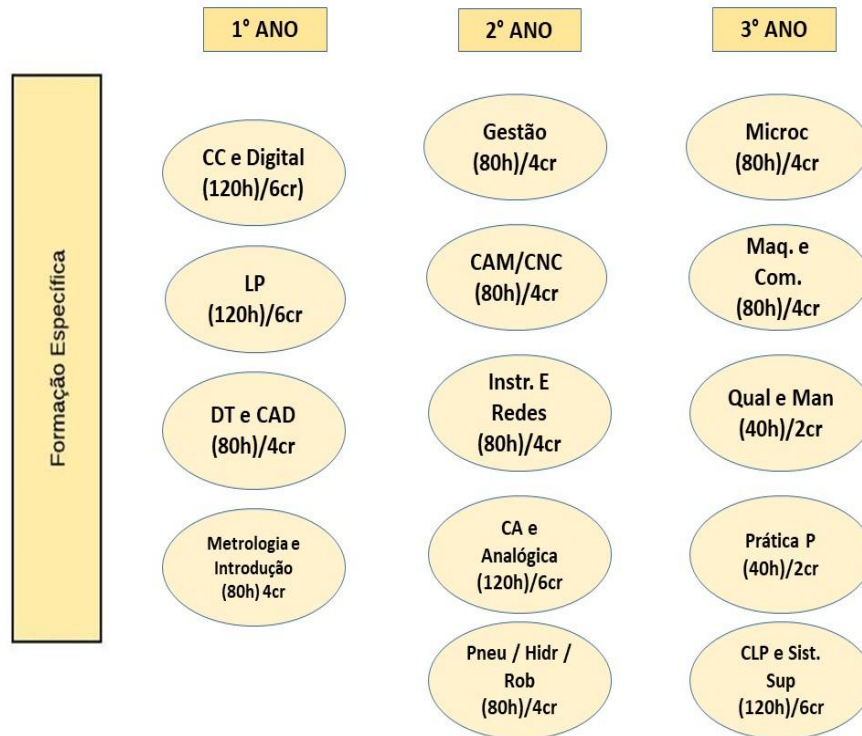 1° ANO
2° ANO
3° ANO
Formação Específica
CC e Digital
(120h)/6cr)
LP
(120h)/6cr
DT e CAD
(80h)/4cr
Metrologia e
Introdução
(80h) 4cr
Gestão
(80h)/4cr
CAM/CNC
(80h)/4cr
Instr. E
Redes
(80h)/4cr
CA e
Analógica
(120h)/6cr
Pneu / Hidr /
Rob
(80h)/4cr
Microc
(80h)/4cr
Maq. e
Com.
(80h)/4cr
Qual e Man
(40h)/2cr
Prática P
(40h)/2cr
CLP e Sist.
Sup
(120h)/6cr